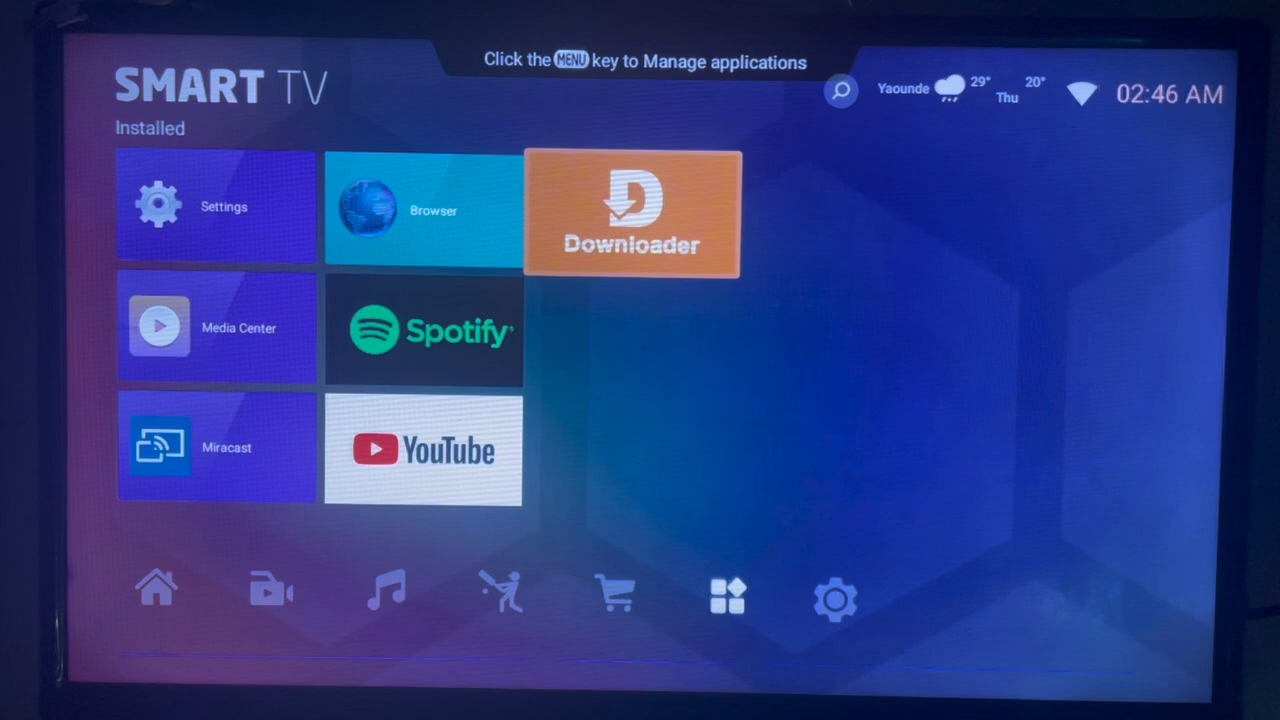 Click the MENU key to Manage applications
SMART TV
Yaounde 29° Thu 20° 02:46 AM
Installed
Settings
Browser
D
Downloader
Media Center
Spotify
Miracast
YouTube